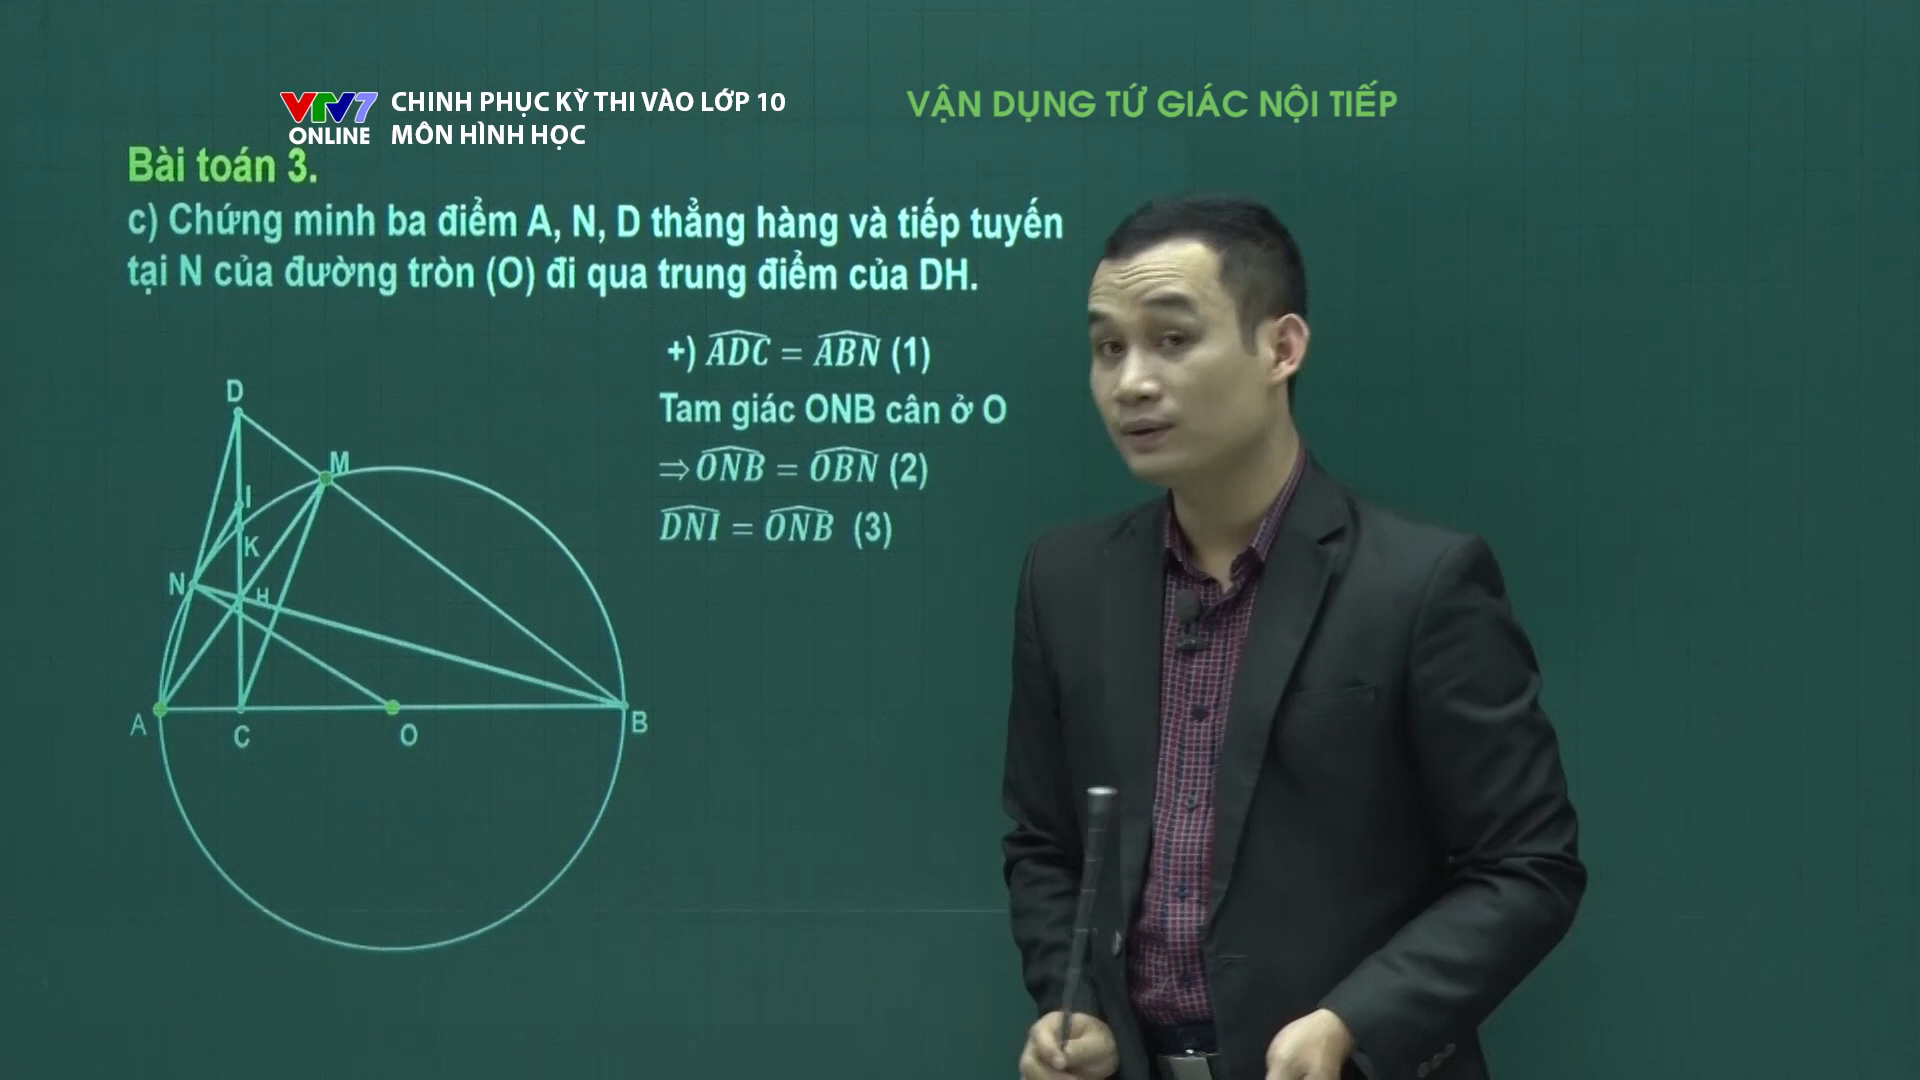 VTV7
ONLINE
CHINH PHỤC KỲ THI VÀO LỚP 10
MÔN HÌNH HỌC
VẬN DỤNG TỨ GIÁC NỘI TIẾP
Bài toán 3.
c) Chứng minh ba điểm A, N, D thẳng hàng và tiếp tuyến
tại N của đường tròn (O) đi qua trung điểm của DH.
+) ADC = ABN (1)
Tam giác ONB cân ở O
⇒ ONB = OBN (2)
DNI = ONB (3)
D
M
I
K
N
H
A
C
O
B